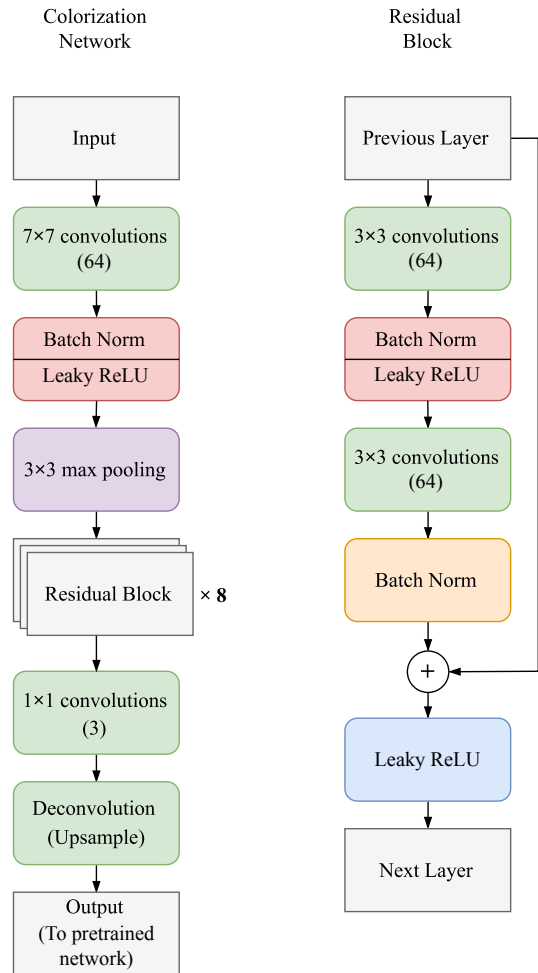 Colorization
Network
Input
7×7 convolutions
(64)
Batch Norm
Leaky ReLU
3×3 max pooling
Residual Block
× 8
1×1 convolutions
(3)
Deconvolution
(Upsample)
Output
(To pretrained
network)
Residual
Block
Previous Layer
3×3 convolutions
(64)
Batch Norm
Leaky ReLU
3×3 convolutions
(64)
Batch Norm
+
Leaky ReLU
Next Layer